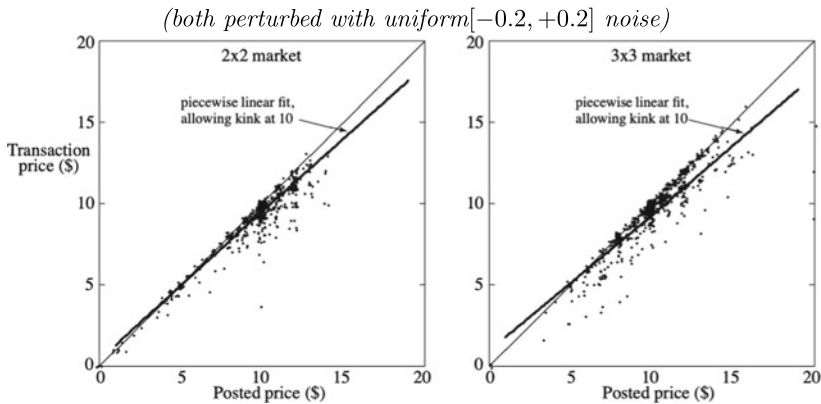 (both perturbed with uniform[−0.2, +0.2] noise)
20
2x2 market
piecewise linear fit,
allowing kink at 10
15
Transaction
price ($)
10
5
0
0
5
10
15
20
Posted price ($)
20
3x3 market
piecewise linear fit,
allowing kink at 10
15
10
5
0
0
5
10
15
20
Posted price ($)